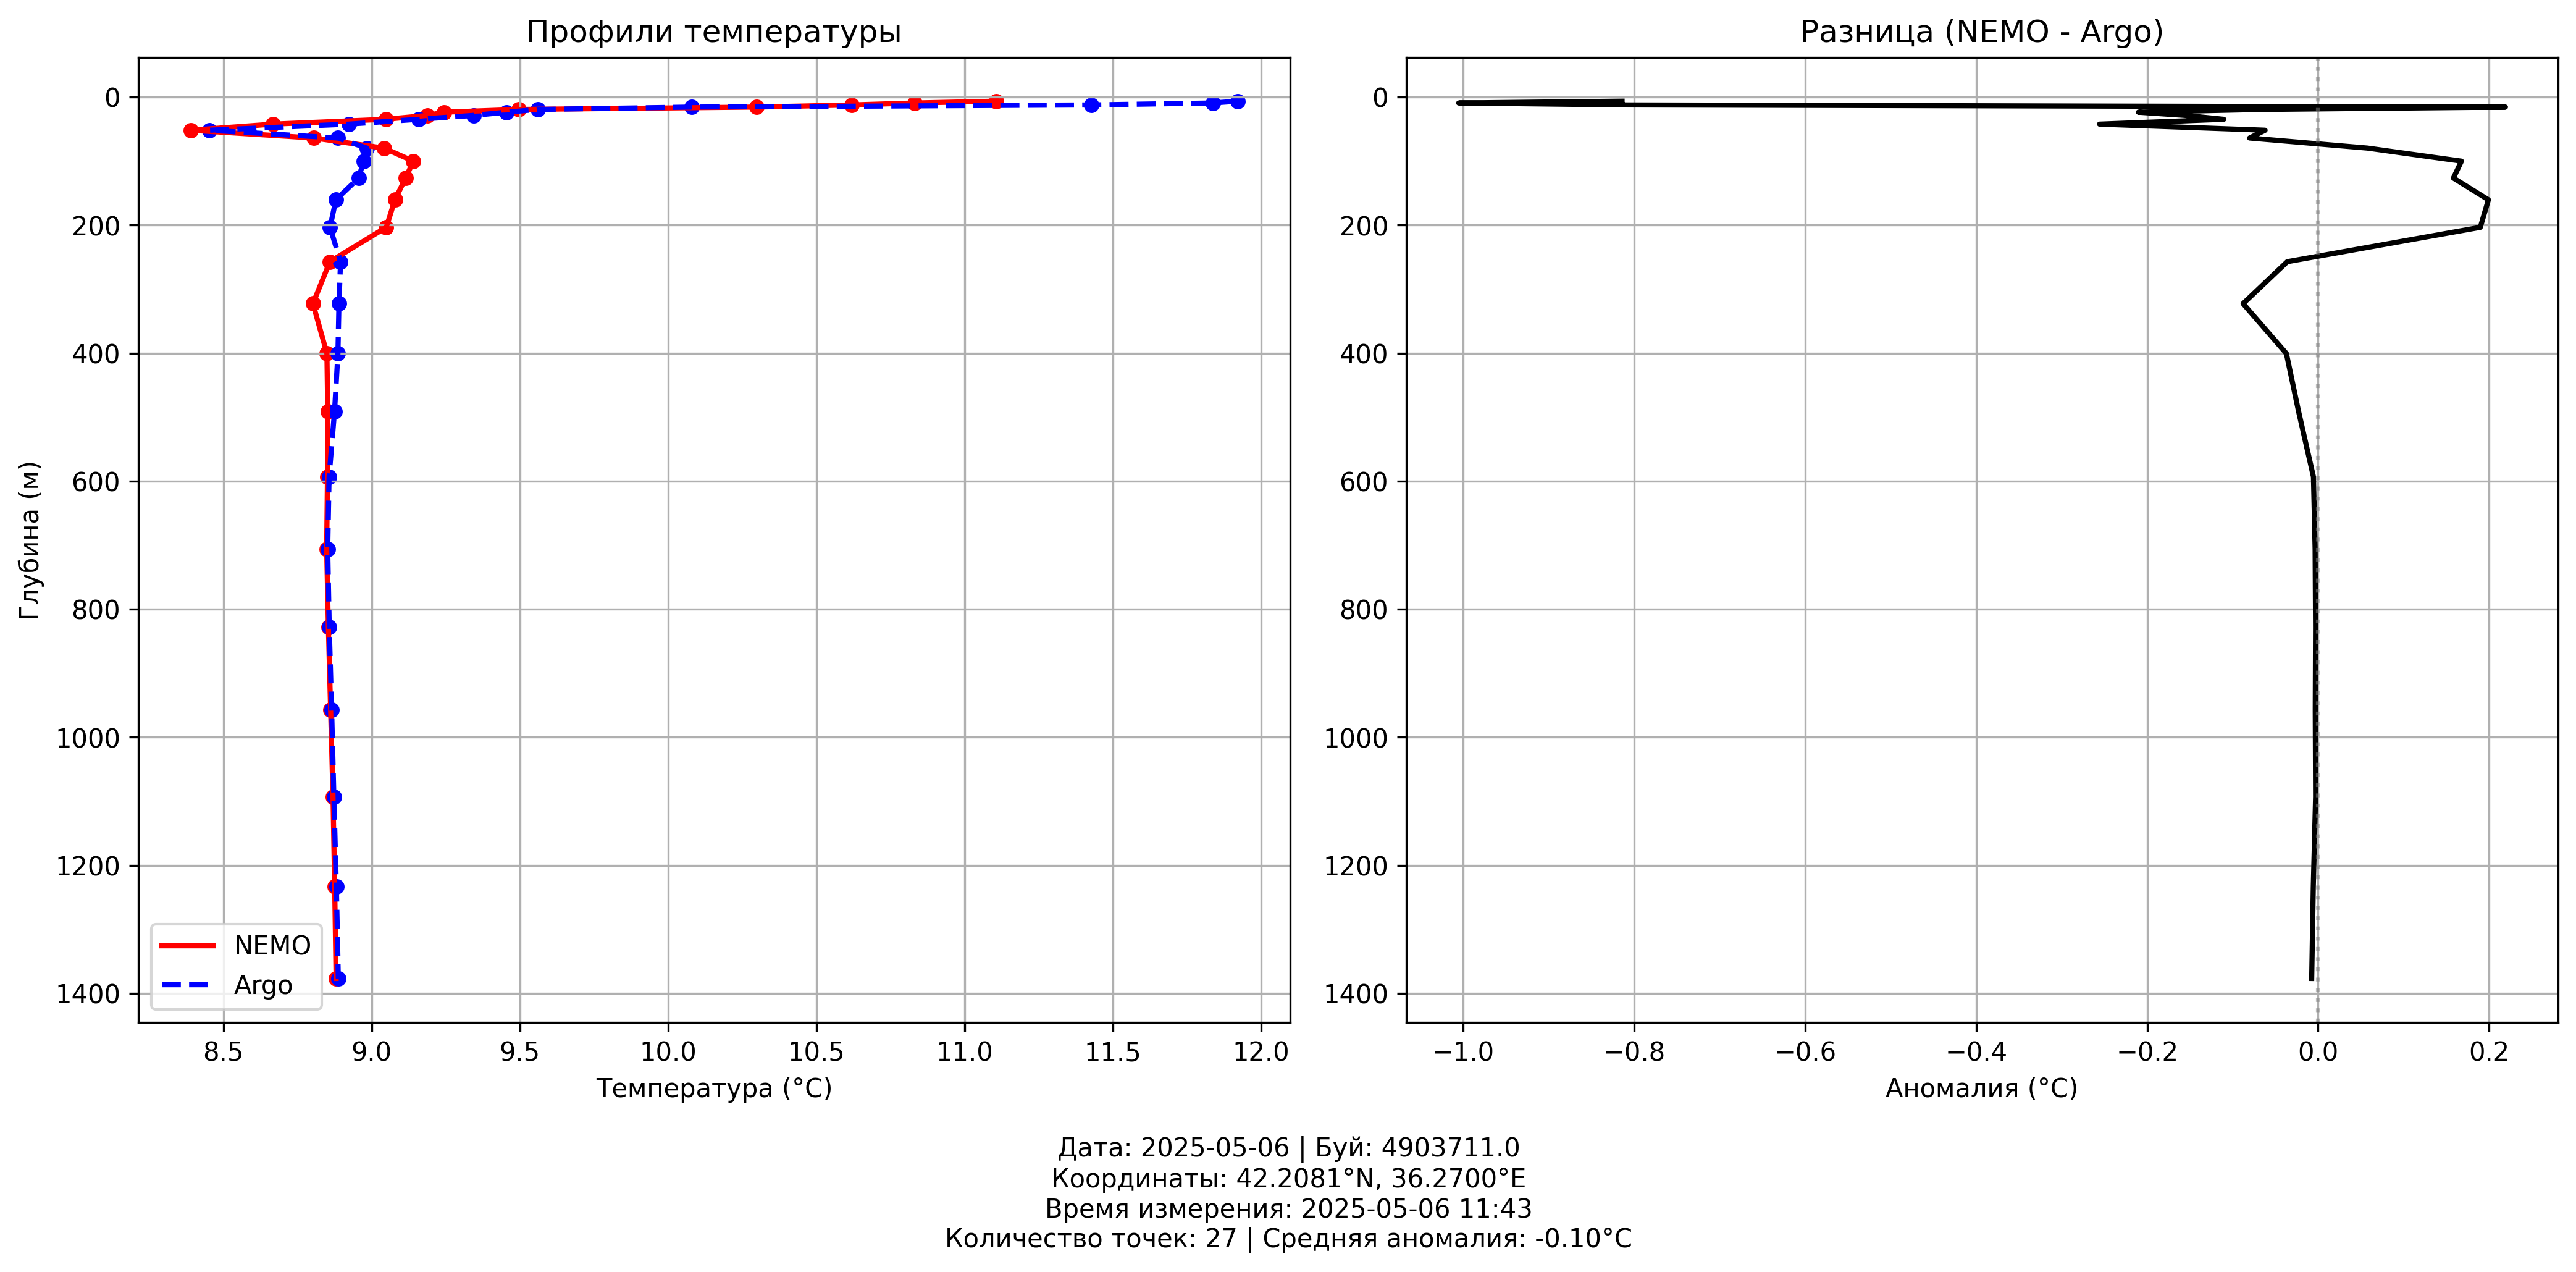 Профили температуры
Глубина (м)
0
200
400
600
800
1000
1200
1400
NEMO
Argo
8.5 9.0 9.5 10.0 10.5 11.0 11.5 12.0
Температура (°C)
Разница (NEMO - Argo)
0
200
400
600
800
1000
1200
1400
−1.0 −0.8 −0.6 −0.4 −0.2 0.0 0.2
Аномалия (°C)
Дата: 2025-05-06 | Буй: 4903711.0
Координаты: 42.2081°N, 36.2700°E
Время измерения: 2025-05-06 11:43
Количество точек: 27 | Средняя аномалия: -0.10°C